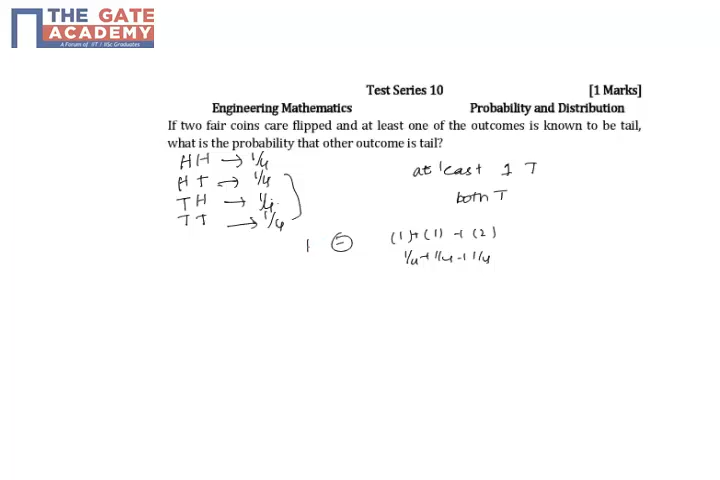 THE GATE
ACADEMY
A Forum of IIT / IISc Graduates
Test Series 10 [1 Marks]
Engineering Mathematics Probability and Distribution
If two fair coins care flipped and at least one of the outcomes is known to be tail,
what is the probability that other outcome is tail?
HH → 1/4
HT → 1/4
TH → 1/4
TT → 1/4
at least 1 T
both T
1 -
(1)+(1)+(2)
1/4+1/4+1/4